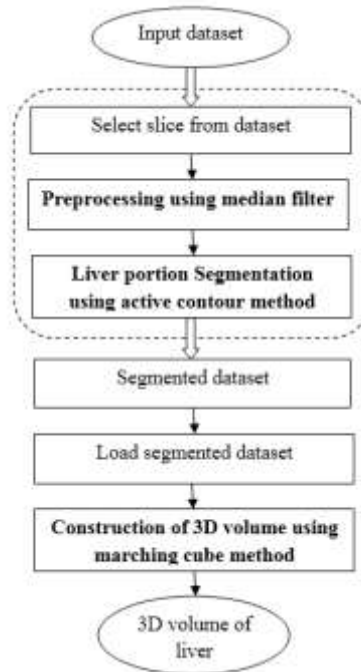 Input dataset
Select slice from dataset
Preprocessing using median filter
Liver portion Segmentation
using active contour method
Segmented dataset
Load segmented dataset
Construction of 3D volume using
marching cube method
3D volume of
liver